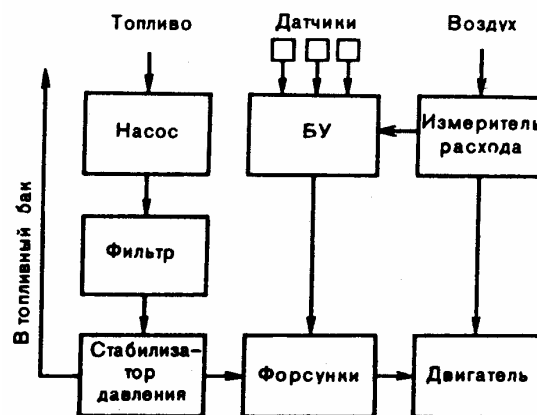 Топливо
Датчики
Воздух
Насос
БУ
Измеритель
расхода
Фильтр
В топливный бак
Стабилиза-
тор
давления
Форсунки
Двигатель